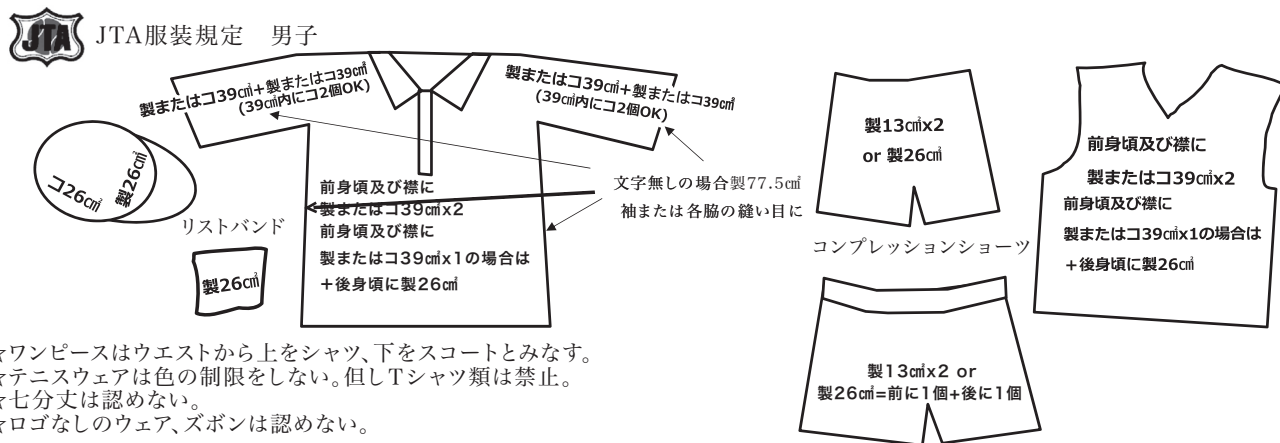 JTA
JTA服装規定　男子
製またはコ39㎠+製またはコ39㎠
(39㎠内にコ2個OK)
製またはコ39㎠+製またはコ39㎠
(39㎠内にコ2個OK)
コ26㎠
製26㎠
リストバンド
製26㎠
前身頃及び襟に
製またはコ39㎠x2
前身頃及び襟に
製またはコ39㎠x1の場合は
+後身頃に製26㎠
文字無しの場合製77.5㎠
袖または各脇の縫い目に
製13㎠x2
or 製26㎠
コンプレッションショーツ
製13㎠x2 or
製26㎠=前に1個+後に1個
前身頃及び襟に
製またはコ39㎠x2
前身頃及び襟に
製またはコ39㎠x1の場合は
+後身頃に製26㎠
☆ワンピースはウエストから上をシャツ、下をスコートとみなす。
☆テニスウェアは色の制限をしない。但しTシャツ類は禁止。
☆七分丈は認めない。
☆ロゴなしのウェア、ズボンは認めない。